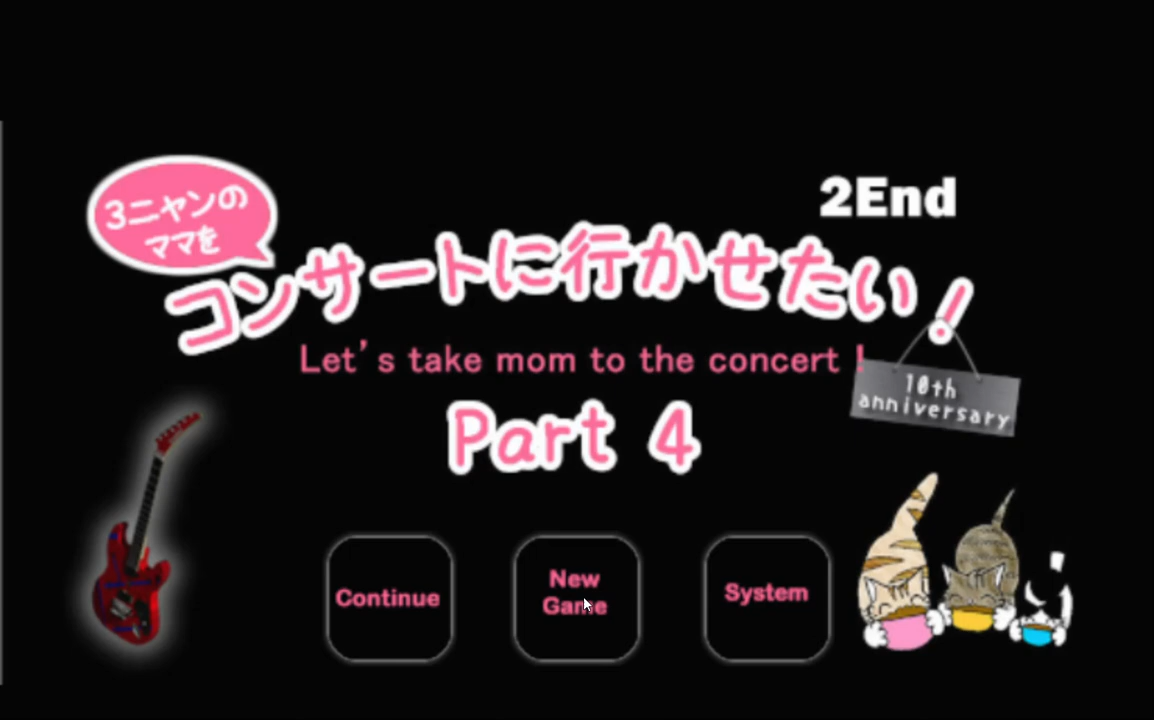 3ニャンの
ママを
2End
コンサートに行かせたい!
Let's take mom to the concert !
10th
anniversary
Part 4
Continue
New
Game
System